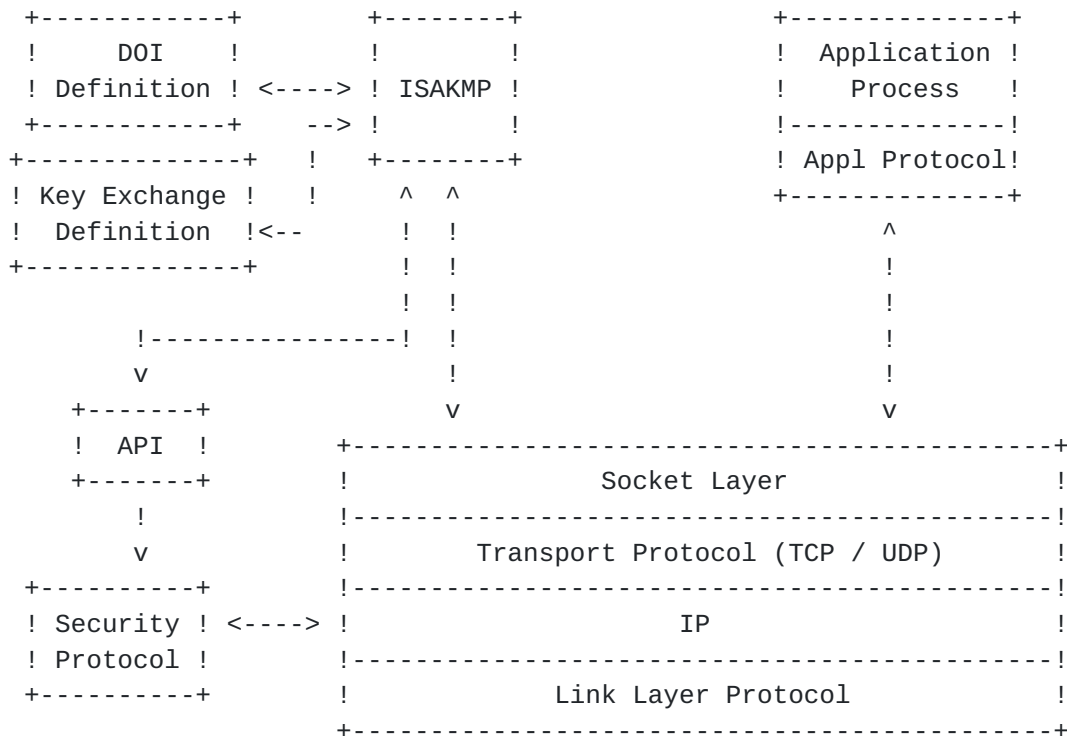 DOI
Definition
ISAKMP
Application
Process
Key Exchange
Definition
Appl Protocol
API
Socket Layer
Transport Protocol (TCP / UDP)
Security
Protocol
IP
Link Layer Protocol